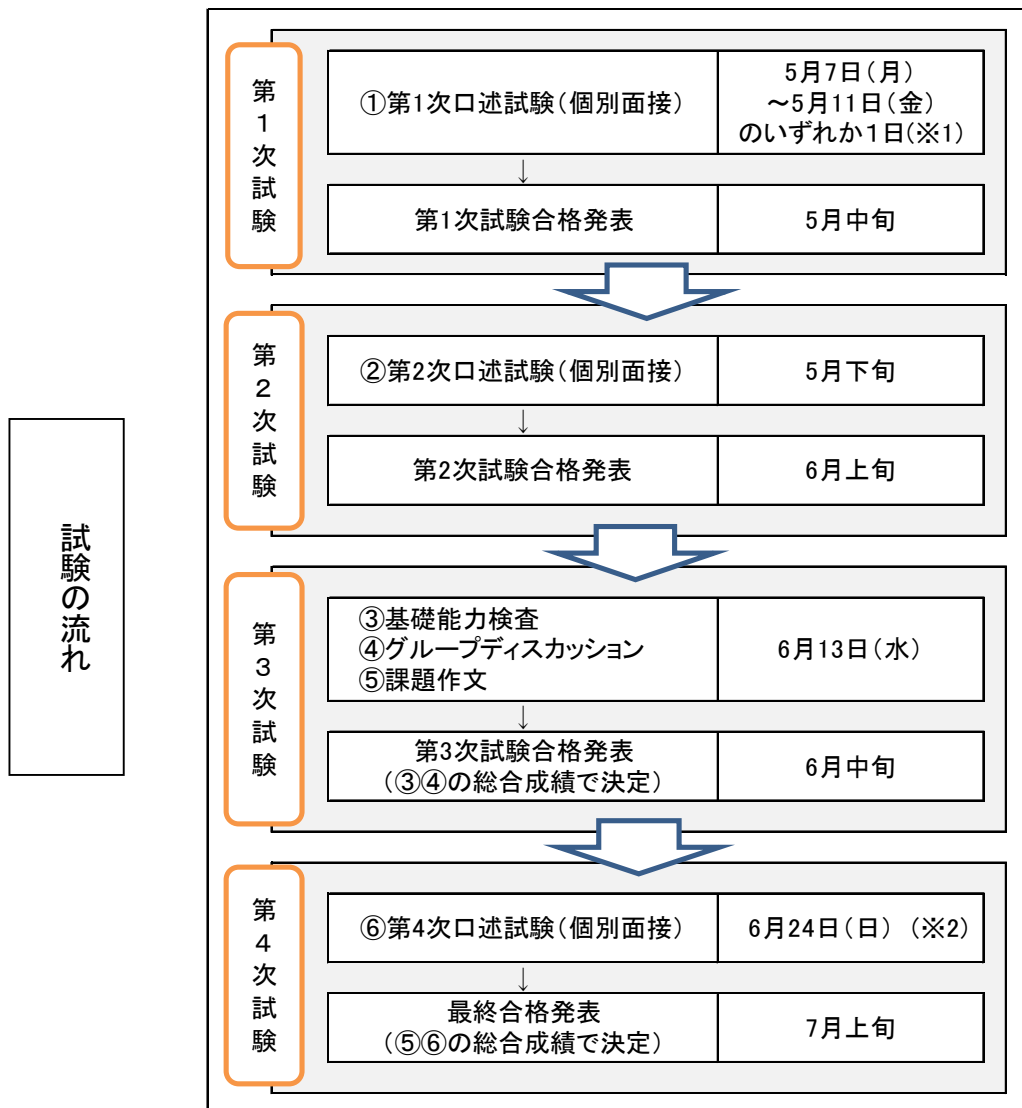 試験の流れ
第1次試験
①第1次口述試験(個別面接)
5月7日(月)
~5月11日(金)
のいずれか1日(※1)
↓
第1次試験合格発表
5月中旬
第2次試験
②第2次口述試験(個別面接)
5月下旬
↓
第2次試験合格発表
6月上旬
第3次試験
③基礎能力検査
④グループディスカッション
⑤課題作文
6月13日(水)
↓
第3次試験合格発表
(③④の総合成績で決定)
6月中旬
第4次試験
⑥第4次口述試験(個別面接)
6月24日(日) (※2)
↓
最終合格発表
(⑤⑥の総合成績で決定)
7月上旬